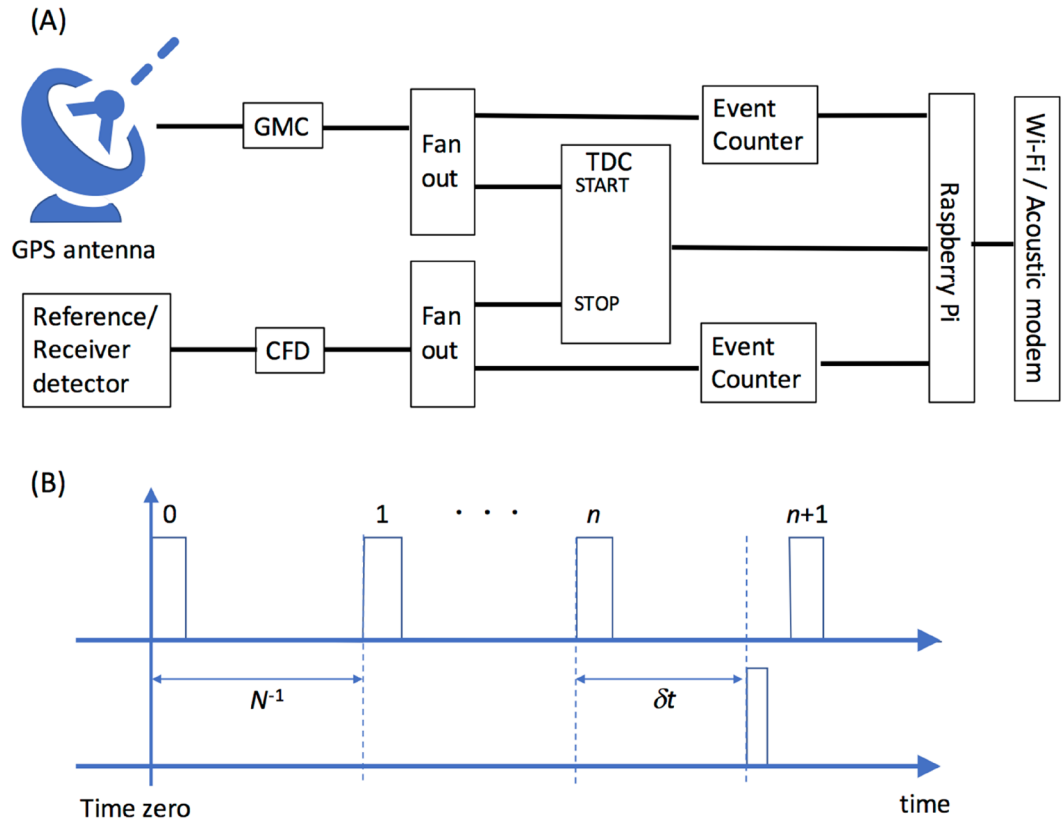 (A)
GPS antenna
GMC
Fan
out
Event
Counter
TDC
START
STOP
Reference/
Receiver
detector
CFD
Fan
out
Event
Counter
Raspberry Pi
Wi-Fi / Acoustic modem
(B)
0
1
. . .
n
n+1
N⁻¹
δt
Time zero
time